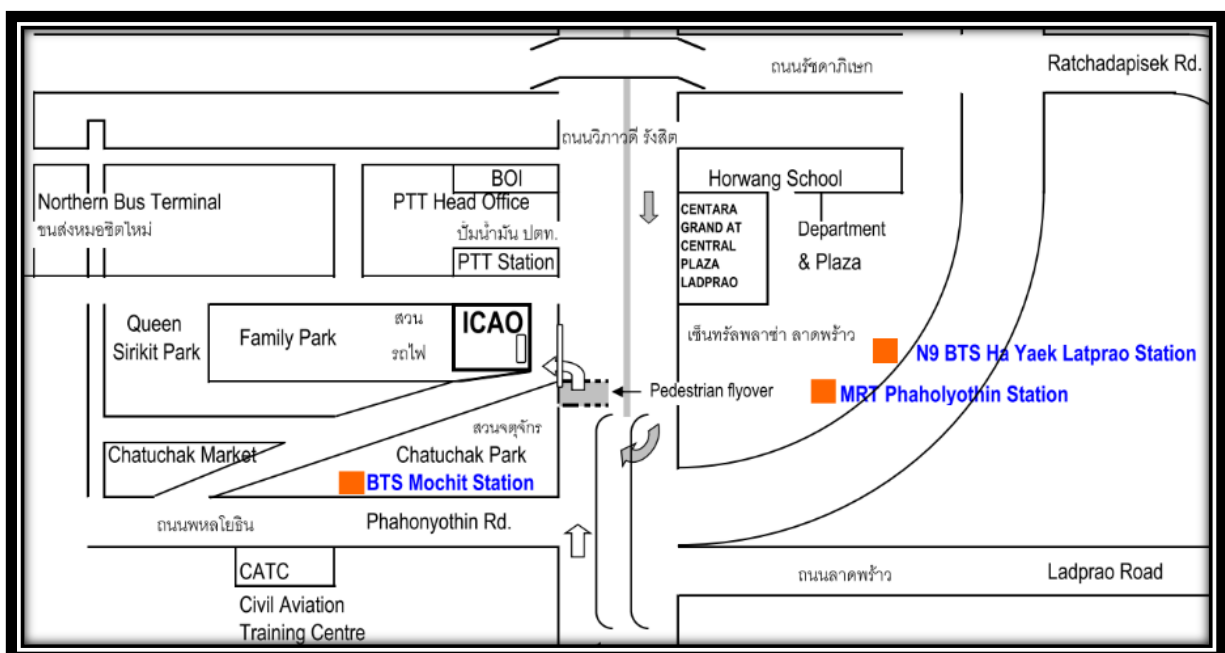 ถนนรัชดาภิเษก
Ratchadapisek Rd.
ถนนวิภาวดี รังสิต
BOI
PTT Head Office
ปั๊มน้ำมัน ปตท.
PTT Station
Northern Bus Terminal
ขนส่งหมอชิตใหม่
Horwang School
CENTARA
GRAND AT
CENTRAL
PLAZA
LADPRAO
Department
& Plaza
Queen
Sirikit Park
Family Park
สวน
รถไฟ
ICAO
เซ็นทรัลพลาซ่า ลาดพร้าว
N9 BTS Ha Yaek Latprao Station
Pedestrian flyover
MRT Phaholyothin Station
สวนจตุจักร
Chatuchak Market
Chatuchak Park
BTS Mochit Station
ถนนพหลโยธิน
Phahonyothin Rd.
CATC
Civil Aviation
Training Centre
ถนนลาดพร้าว
Ladprao Road